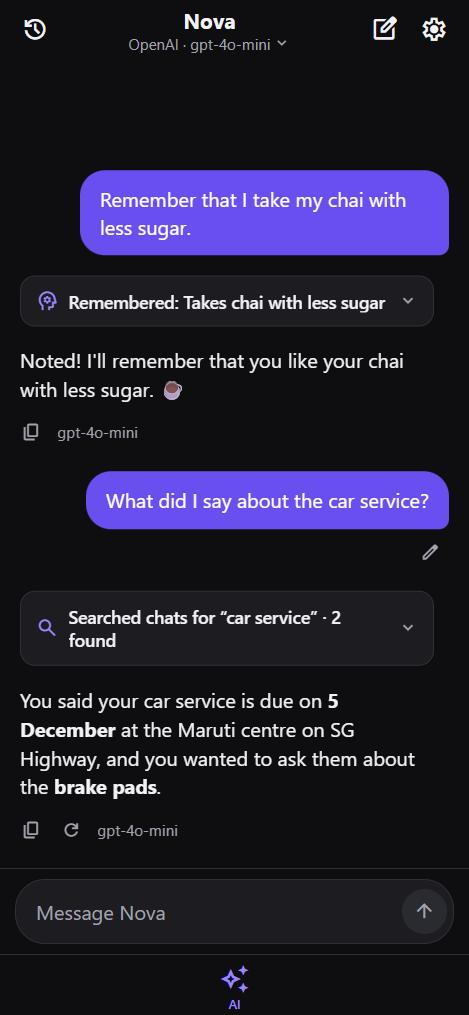 Nova
OpenAI · gpt-4o-mini
Remember that I take my chai with
less sugar.
Remembered: Takes chai with less sugar
Noted! I'll remember that you like your chai
with less sugar.
gpt-4o-mini
What did I say about the car service?
Searched chats for “car service” · 2
found
You said your car service is due on 5
December at the Maruti centre on SG
Highway, and you wanted to ask them about
the brake pads.
gpt-4o-mini
Message Nova
AI